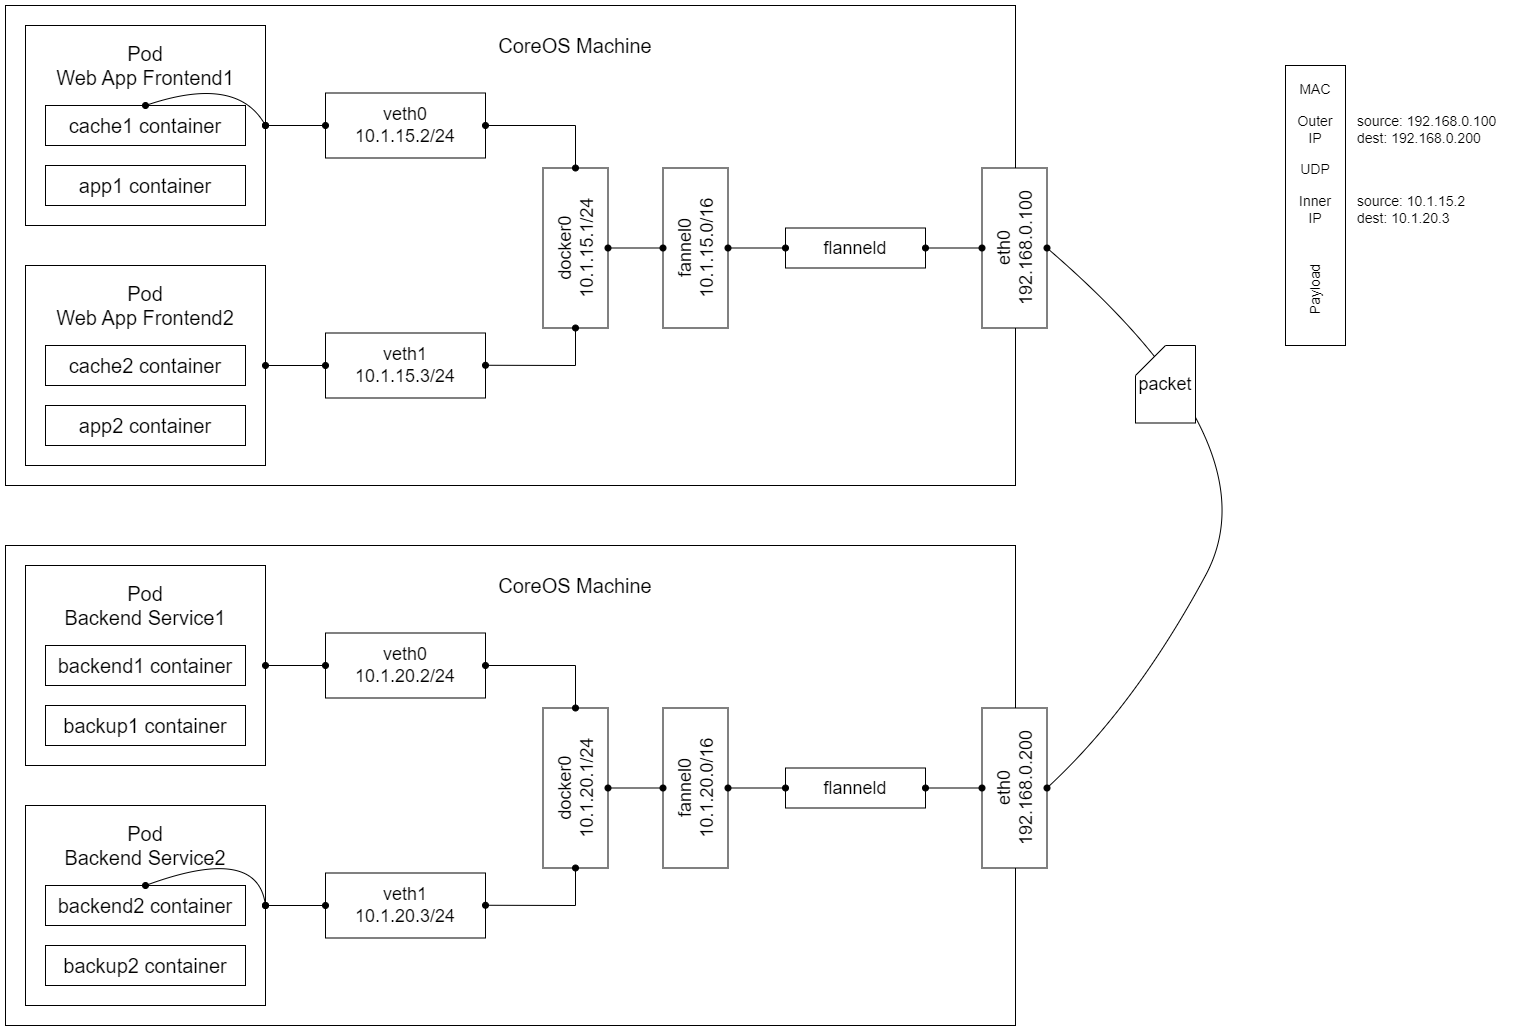 CoreOS Machine
Pod
Web App Frontend1
cache1 container
app1 container
veth0
10.1.15.2/24
Pod
Web App Frontend2
cache2 container
app2 container
veth1
10.1.15.3/24
docker0
10.1.15.1/24
fannel0
10.1.15.0/16
flanneld
eth0
192.168.0.100
packet
MAC
Outer
IP
source: 192.168.0.100
dest: 192.168.0.200
UDP
Inner
IP
source: 10.1.15.2
dest: 10.1.20.3
Payload
CoreOS Machine
Pod
Backend Service1
backend1 container
backup1 container
veth0
10.1.20.2/24
Pod
Backend Service2
backend2 container
backup2 container
veth1
10.1.20.3/24
docker0
10.1.20.1/24
fannel0
10.1.20.0/16
flanneld
eth0
192.168.0.200